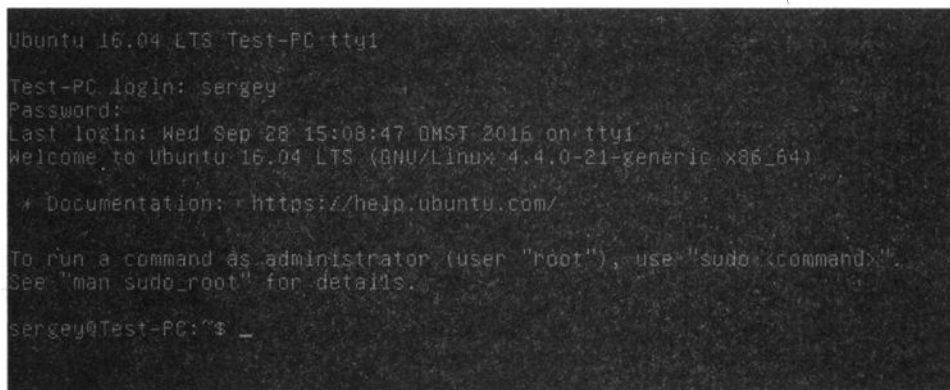 Ubuntu 16.04 LTS Test-PC tty1
Test-PC login: sergey
Password:
Last login: Wed Sep 28 15:08:47 OMST 2016 on tty1
Welcome to Ubuntu 16.04 LTS (GNU/Linux 4.4.0-21-generic x86_64)
* Documentation: https://help.ubuntu.com/
To run a command as administrator (user "root"), use "sudo <command>".
See "man sudo_root" for details.
sergey@Test-PC:~$ _